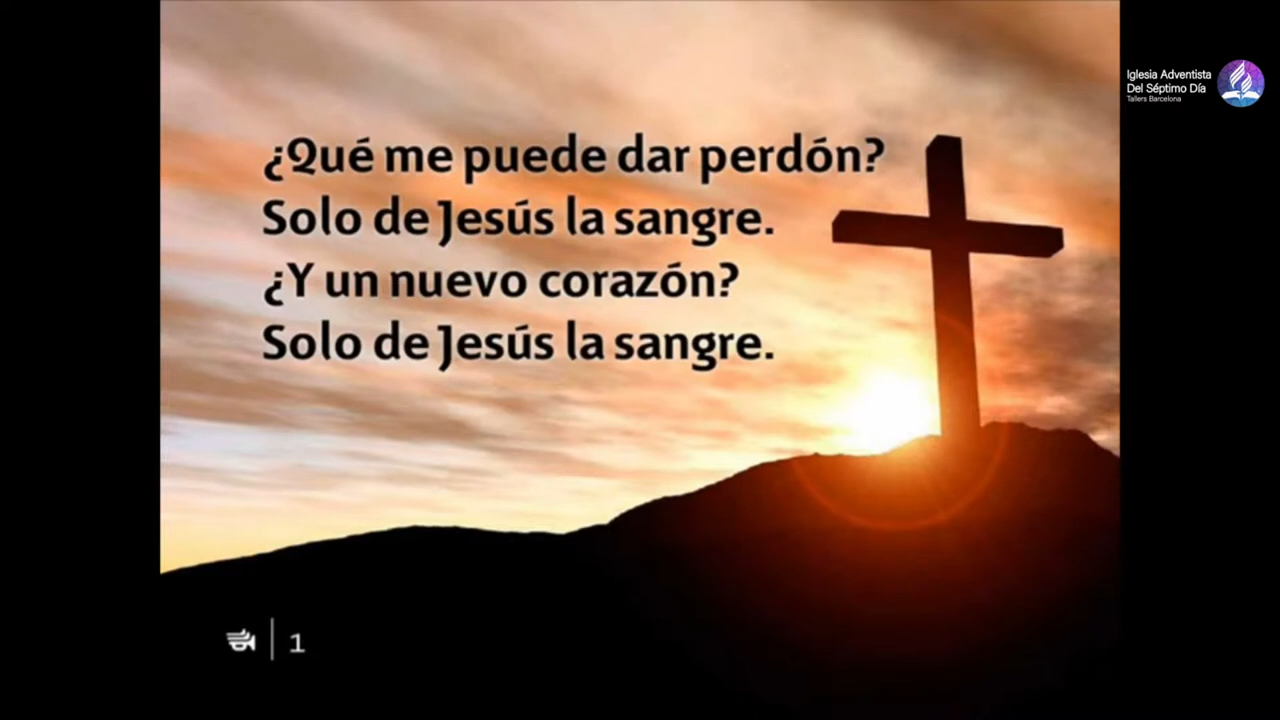 ¿Qué me puede dar perdón?
Solo de Jesús la sangre.
¿Y un nuevo corazón?
Solo de Jesús la sangre.
1
Iglesia Adventista
Del Séptimo Día
Tallers Barcelona